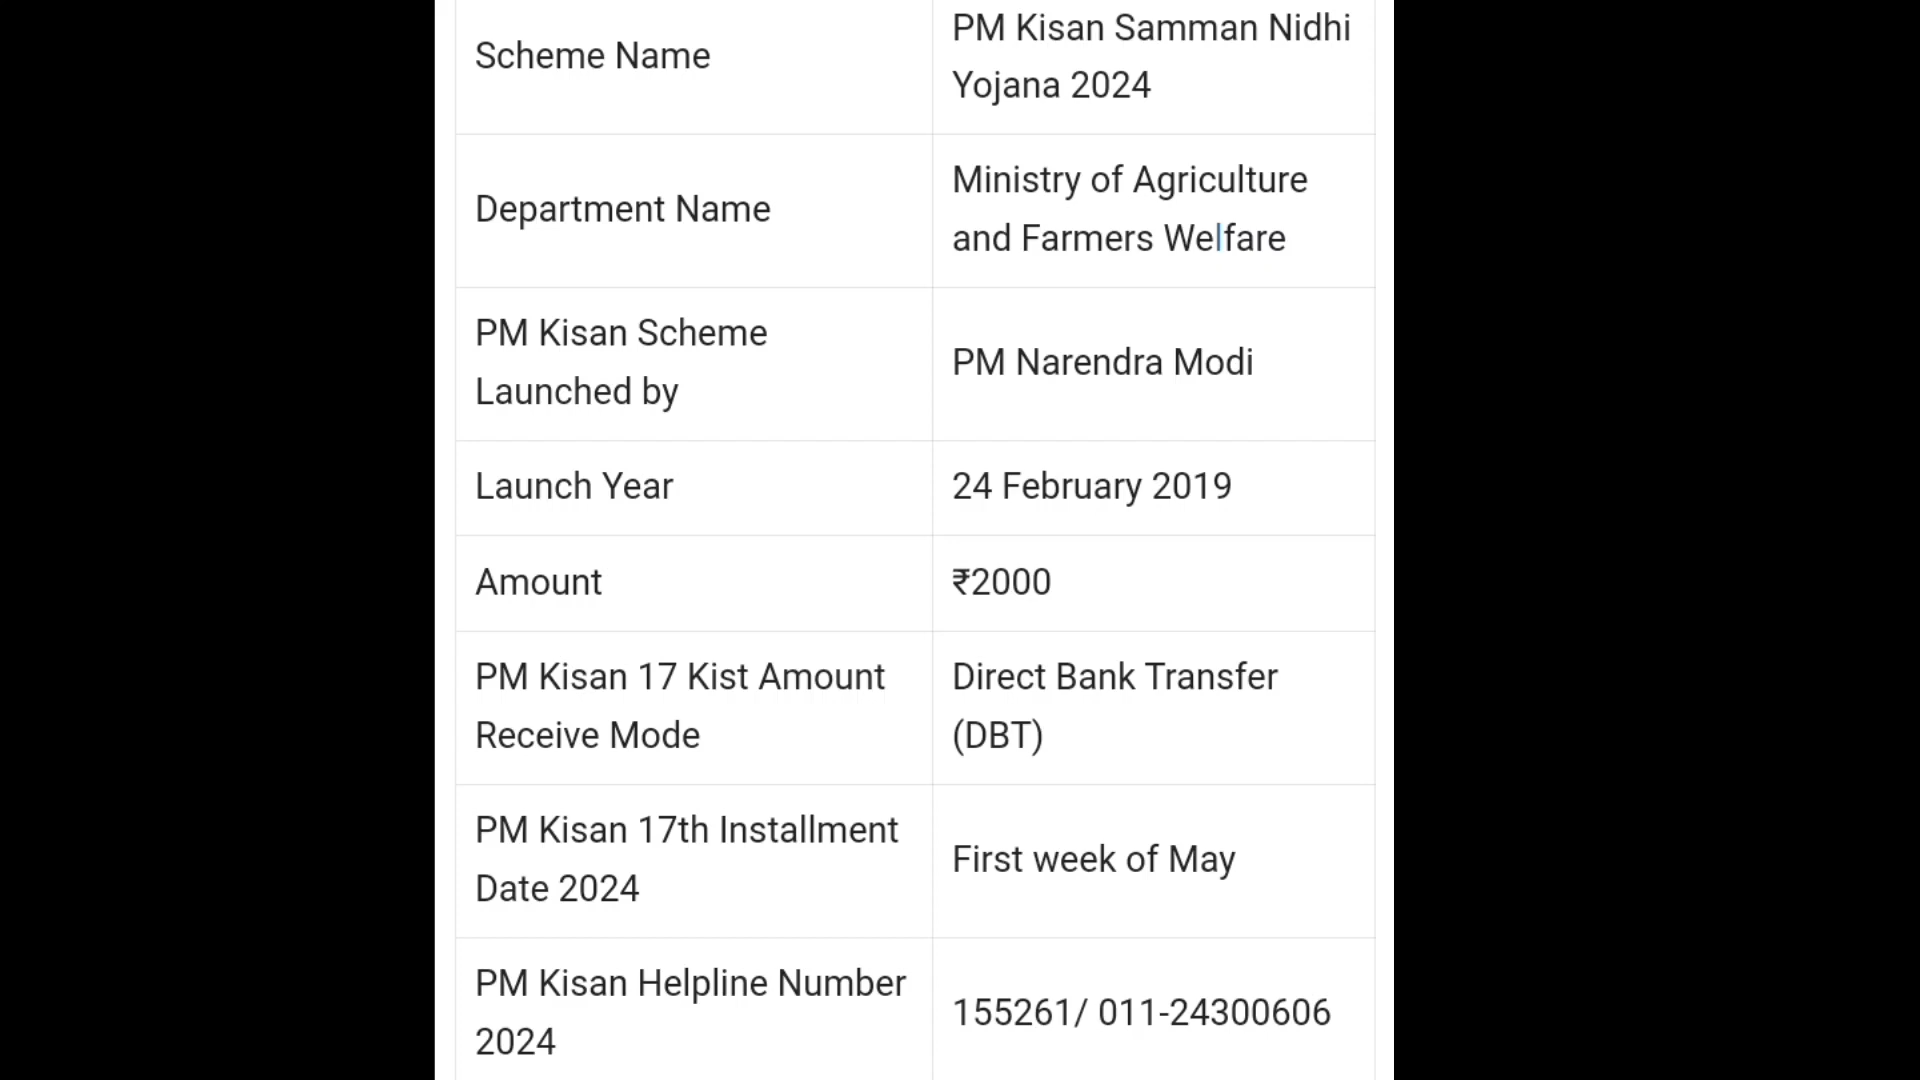 Scheme Name
PM Kisan Samman Nidhi
Yojana 2024
Department Name
Ministry of Agriculture
and Farmers Welfare
PM Kisan Scheme
Launched by
PM Narendra Modi
Launch Year
24 February 2019
Amount
₹2000
PM Kisan 17 Kist Amount
Receive Mode
Direct Bank Transfer
(DBT)
PM Kisan 17th Installment
Date 2024
First week of May
PM Kisan Helpline Number
2024
155261/ 011-24300606